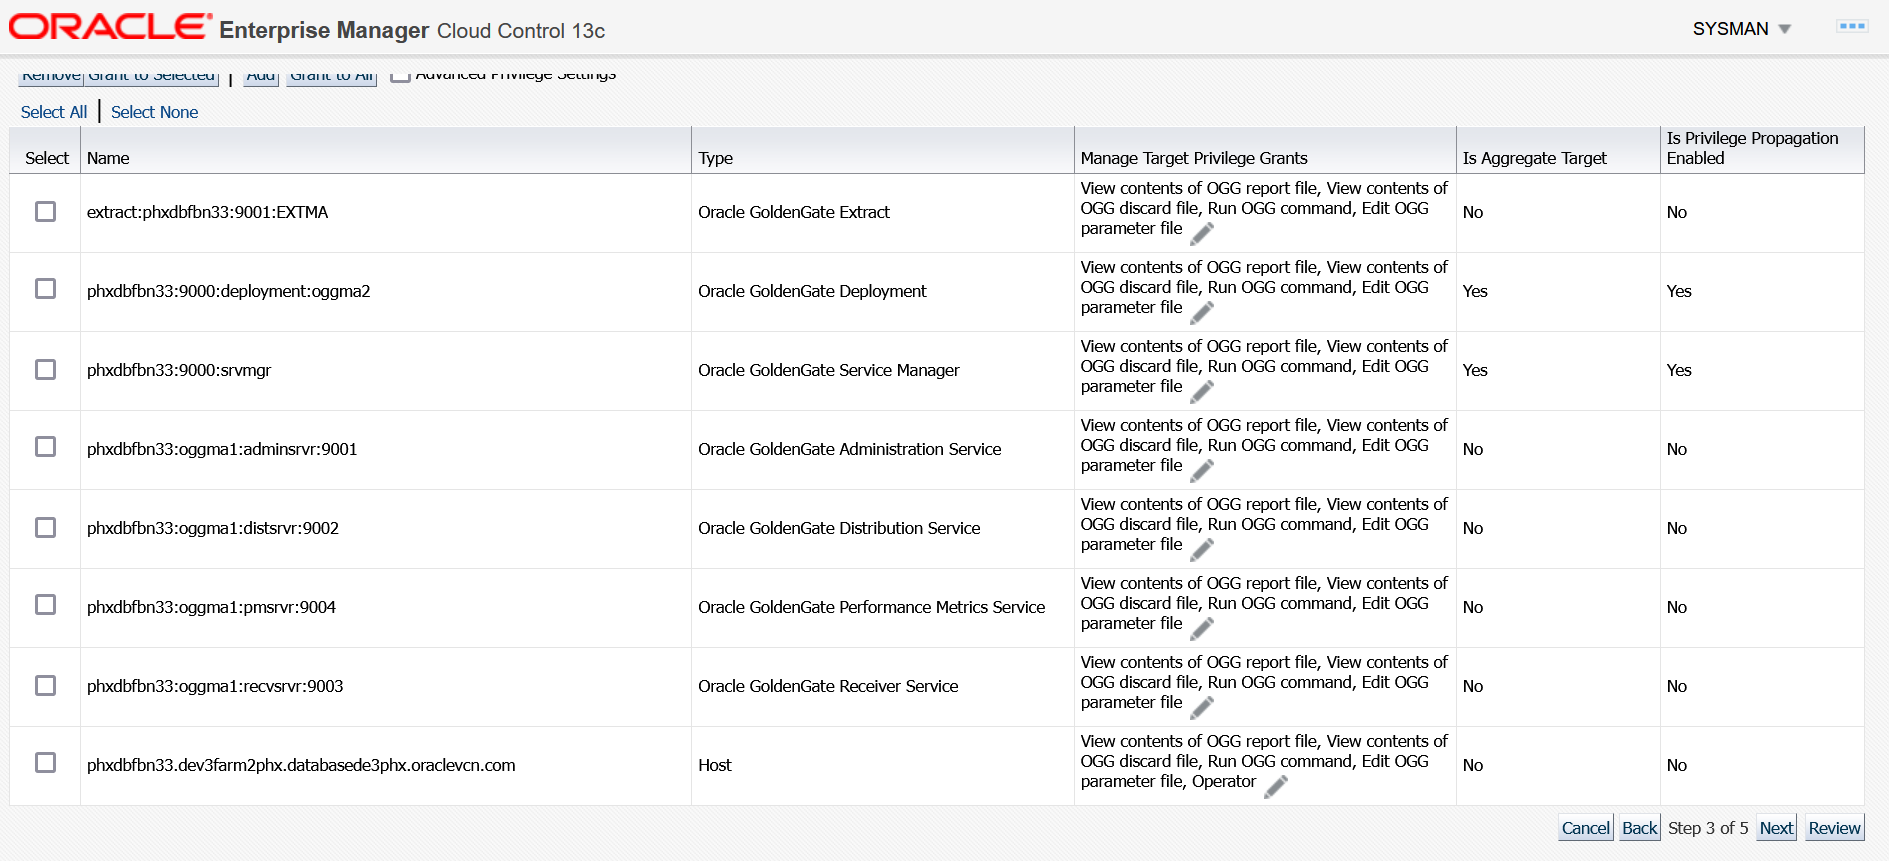 ORACLE Enterprise Manager Cloud Control 13c
SYSMAN
Remove Grant to Selected | Add Grant to All Advanced Privilege Settings
Select All | Select None
Select Name Type Manage Target Privilege Grants Is Aggregate Target Is Privilege Propagation
Enabled
extract:phxdbfbn33:9001:EXTMA Oracle GoldenGate Extract View contents of OGG report file, View contents of
OGG discard file, Run OGG command, Edit OGG
parameter file
No No
phxdbfbn33:9000:deployment:oggma2 Oracle GoldenGate Deployment View contents of OGG report file, View contents of
OGG discard file, Run OGG command, Edit OGG
parameter file
Yes Yes
phxdbfbn33:9000:srvmgr Oracle GoldenGate Service Manager View contents of OGG report file, View contents of
OGG discard file, Run OGG command, Edit OGG
parameter file
Yes Yes
phxdbfbn33:oggma1:adminsrvr:9001 Oracle GoldenGate Administration Service View contents of OGG report file, View contents of
OGG discard file, Run OGG command, Edit OGG
parameter file
No No
phxdbfbn33:oggma1:distsrvr:9002 Oracle GoldenGate Distribution Service View contents of OGG report file, View contents of
OGG discard file, Run OGG command, Edit OGG
parameter file
No No
phxdbfbn33:oggma1:pmsrvr:9004 Oracle GoldenGate Performance Metrics Service View contents of OGG report file, View contents of
OGG discard file, Run OGG command, Edit OGG
parameter file
No No
phxdbfbn33:oggma1:recvsrvr:9003 Oracle GoldenGate Receiver Service View contents of OGG report file, View contents of
OGG discard file, Run OGG command, Edit OGG
parameter file
No No
phxdbfbn33.dev3farm2phx.databasede3phx.oraclevcn.com Host View contents of OGG report file, View contents of
OGG discard file, Run OGG command, Edit OGG
parameter file, Operator
No No
Cancel Back Step 3 of 5 Next Review